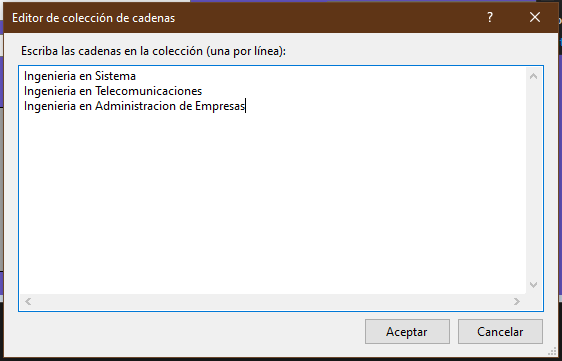 Editor de colección de cadenas
?
Escriba las cadenas en la colección (una por línea):
Ingenieria en Sistema
Ingenieria en Telecomunicaciones
Ingenieria en Administracion de Empresas
Aceptar
Cancelar